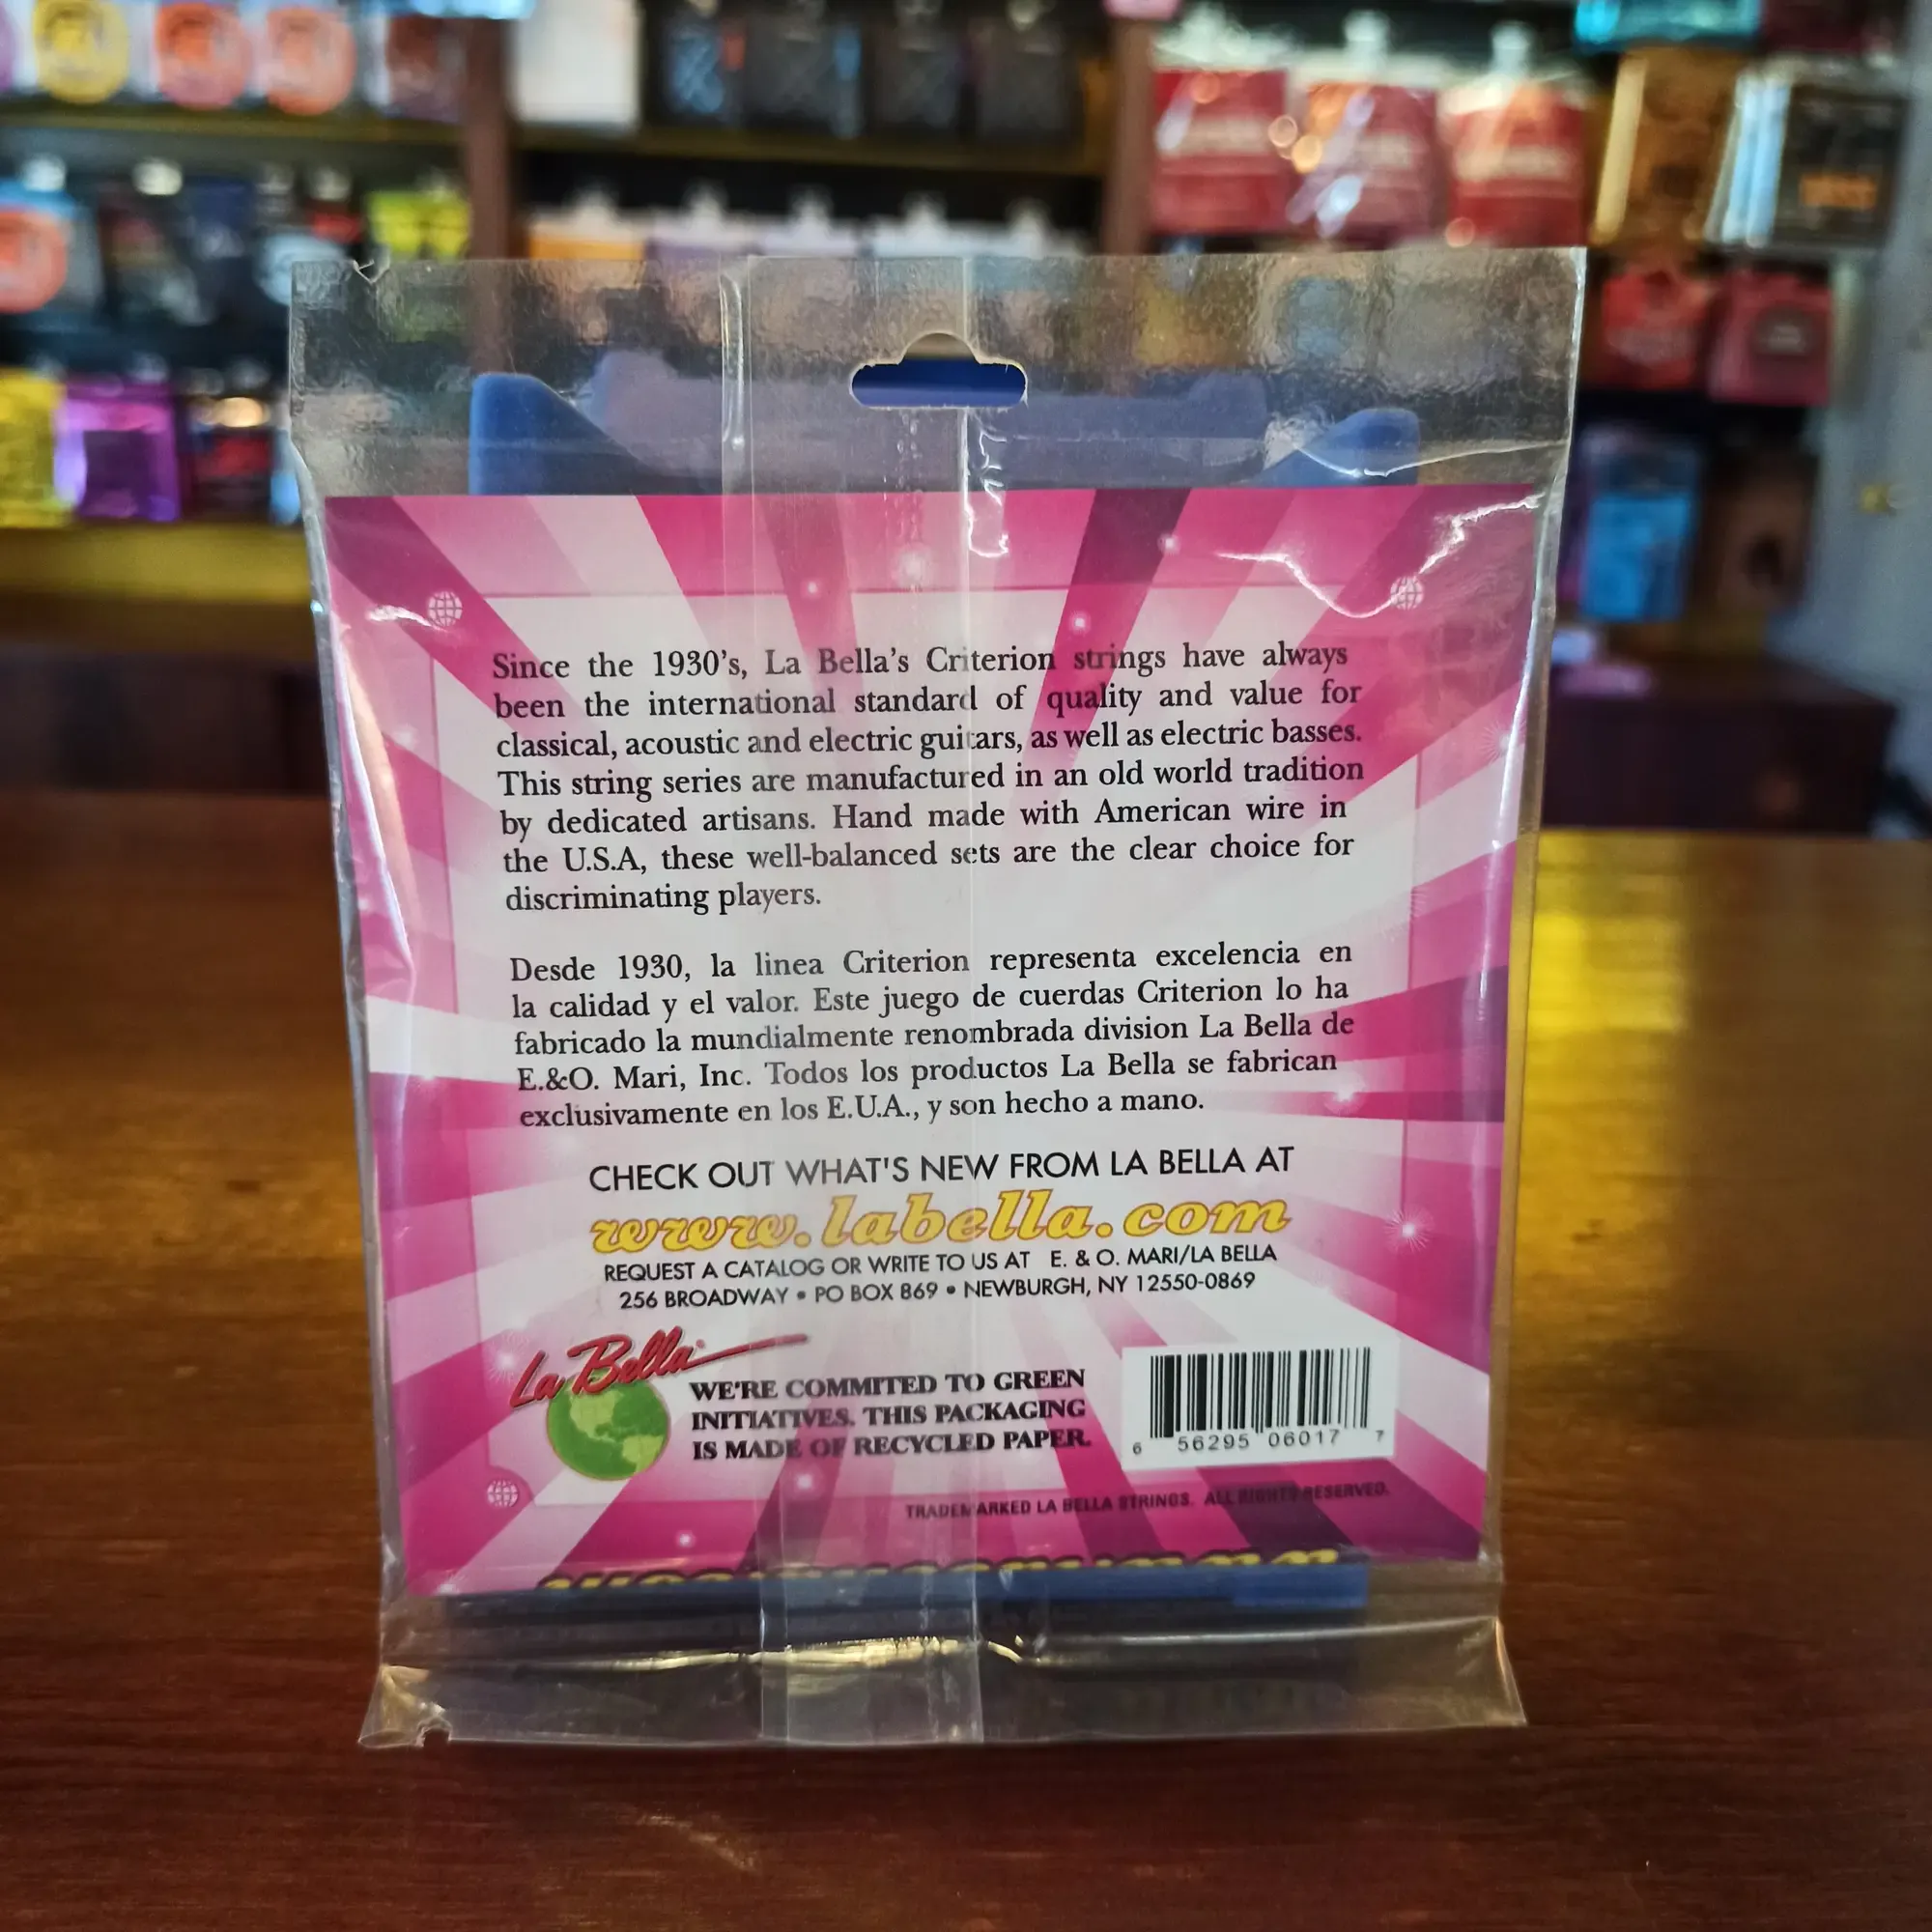 Since the 1930's, La Bella's Criterion strings have always
been the international standard of quality and value for
classical, acoustic and electric guitars, as well as electric basses.
This string series are manufactured in an old world tradition
by dedicated artisans. Hand made with American wire in
the U.S.A, these well-balanced sets are the clear choice for
discriminating players.
Desde 1930, la linea Criterion representa excelencia en
la calidad y el valor. Este juego de cuerdas Criterion lo ha
fabricado la mundialmente renombrada division La Bella de
E.&O. Mari, Inc. Todos los productos La Bella se fabrican
exclusivamente en los E.U.A., y son hecho a mano.
CHECK OUT WHAT'S NEW FROM LA BELLA AT
www.labella.com
REQUEST A CATALOG OR WRITE TO US AT E. & O. MARI/LA BELLA
256 BROADWAY • PO BOX 869 • NEWBURGH, NY 12550-0869
La Bella
WE'RE COMMITED TO GREEN
INITIATIVES. THIS PACKAGING
IS MADE OF RECYCLED PAPER.
6 56295 06017 7
TRADEMARKED LA BELLA STRINGS. ALL RIGHTS RESERVED.